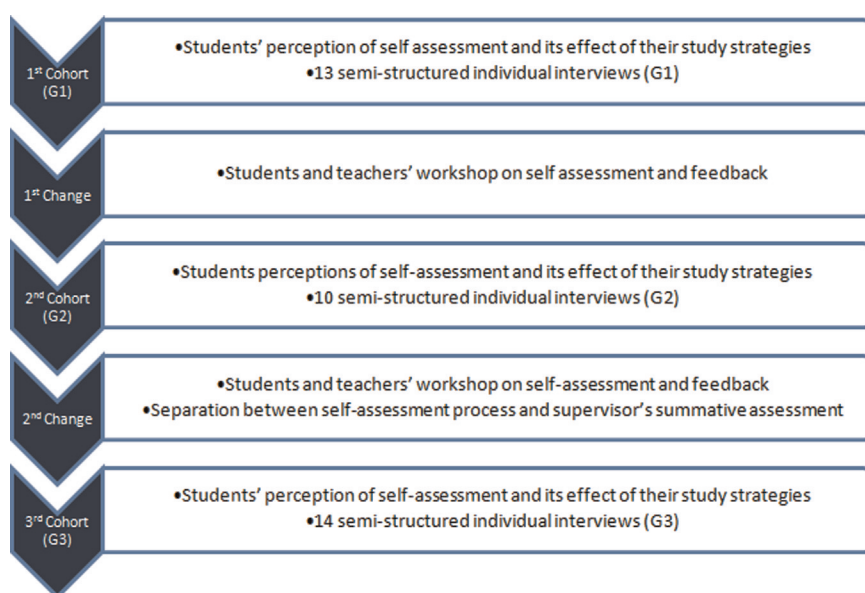 1st Cohort
(G1)
•Students' perception of self assessment and its effect of their study strategies
•13 semi-structured individual interviews (G1)
1st Change
•Students and teachers' workshop on self assessment and feedback
2nd Cohort
(G2)
•Students perceptions of self-assessment and its effect of their study strategies
•10 semi-structured individual interviews (G2)
2nd Change
•Students and teachers' workshop on self-assessment and feedback
•Separation between self-assessment process and supervisor's summative assessment
3rd Cohort
(G3)
•Students' perception of self-assessment and its effect of their study strategies
•14 semi-structured individual interviews (G3)